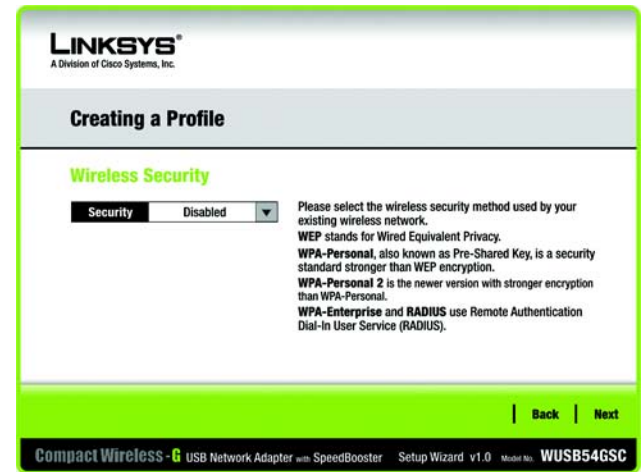 LINKSYS®
A Division of Cisco Systems, Inc.
Creating a Profile
Wireless Security
Security Disabled
Please select the wireless security method used by your
existing wireless network.
WEP stands for Wired Equivalent Privacy.
WPA-Personal, also known as Pre-Shared Key, is a security
standard stronger than WEP encryption.
WPA-Personal 2 is the newer version with stronger encryption
than WPA-Personal.
WPA-Enterprise and RADIUS use Remote Authentication
Dial-In User Service (RADIUS).
Back Next
Compact Wireless-G USB Network Adapter with SpeedBooster Setup Wizard v1.0 Model No. WUSB54GSC